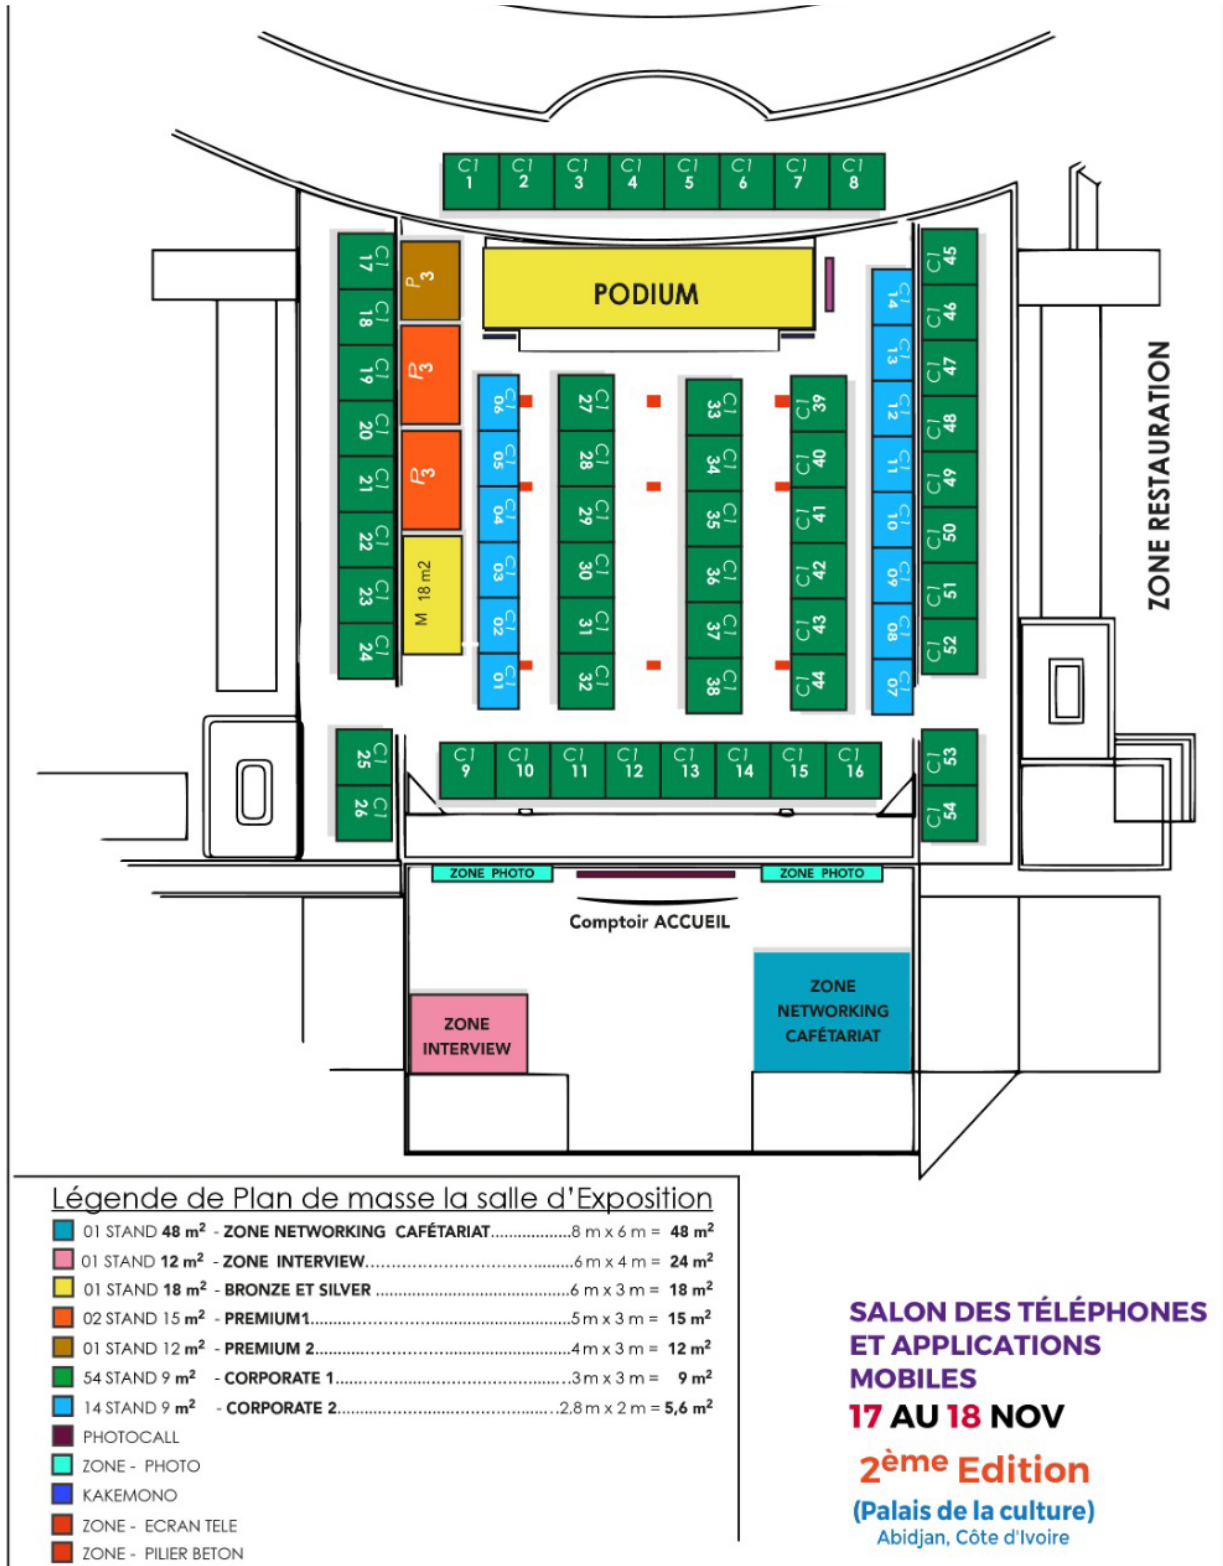 C1 1
C1 2
C1 3
C1 4
C1 5
C1 6
C1 7
C1 8
C1 17
C1 18
C1 19
C1 20
C1 21
C1 22
C1 23
C1 24
C1 25
C1 26
P 3
P 3
P 3
M 18 m2
PODIUM
C1 06
C1 05
C1 04
C1 03
C1 02
C1 01
C1 27
C1 28
C1 29
C1 30
C1 31
C1 32
C1 33
C1 34
C1 35
C1 36
C1 37
C1 38
C1 39
C1 40
C1 41
C1 42
C1 43
C1 44
C1 14
C1 13
C1 12
C1 11
C1 10
C1 09
C1 08
C1 07
C1 45
C1 46
C1 47
C1 48
C1 49
C1 50
C1 51
C1 52
C1 53
C1 54
ZONE RESTAURATION
C1 9
C1 10
C1 11
C1 12
C1 13
C1 14
C1 15
C1 16
ZONE PHOTO
ZONE PHOTO
Comptoir ACCUEIL
ZONE
INTERVIEW
ZONE
NETWORKING
CAFÉTARIAT
Légende de Plan de masse la salle d'Exposition
01 STAND 48 m² - ZONE NETWORKING CAFÉTARIAT..................8 m x 6 m = 48 m²
01 STAND 12 m² - ZONE INTERVIEW..................6 m x 4 m = 24 m²
01 STAND 18 m² - BRONZE ET SILVER ..................6 m x 3 m = 18 m²
02 STAND 15 m² - PREMIUM1..................5 m x 3 m = 15 m²
01 STAND 12 m² - PREMIUM 2..................4 m x 3 m = 12 m²
54 STAND 9 m² - CORPORATE 1..................3 m x 3 m = 9 m²
14 STAND 9 m² - CORPORATE 2..................2,8 m x 2 m = 5,6 m²
PHOTOCALL
ZONE - PHOTO
KAKEMONO
ZONE - ECRAN TELE
ZONE - PILIER BETON
SALON DES TÉLÉPHONES
ET APPLICATIONS
MOBILES
17 AU 18 NOV
2ème Edition
(Palais de la culture)
Abidjan, Côte d'Ivoire